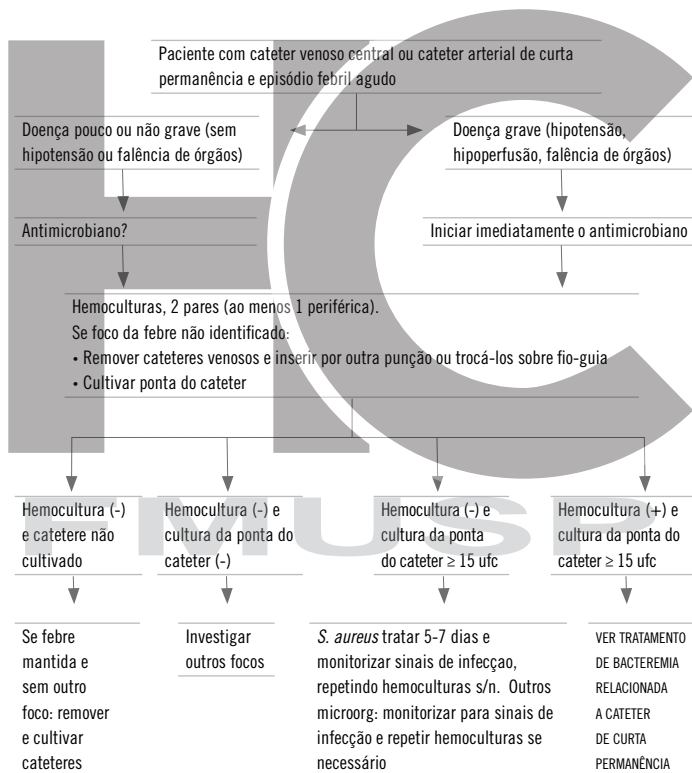 Paciente com cateter venoso central ou cateter arterial de curta
permanência e episódio febril agudo
Doença pouco ou não grave (sem
hipotensão ou falência de órgãos)
Doença grave (hipotensão,
hipoperfusão, falência de órgãos)
Antimicrobiano?
Iniciar imediatamente o antimicrobiano
Hemoculturas, 2 pares (ao menos 1 periférica).
Se foco da febre não identificado:
• Remover cateteres venosos e inserir por outra punção ou trocá-los sobre fio-guia
• Cultivar ponta do cateter
Hemocultura (-)
e catetere não
cultivado
Hemocultura (-) e
cultura da ponta do
cateter (-)
Hemocultura (-) e
cultura da ponta
do cateter ≥ 15 ufc
Hemocultura (+) e
cultura da ponta do
cateter ≥ 15 ufc
Se febre
mantida e
sem outro
foco: remover
e cultivar
cateteres
Investigar
outros focos
S. aureus tratar 5-7 dias e
monitorizar sinais de infecçao,
repetindo hemoculturas s/n. Outros
microorg: monitorizar para sinais de
infecção e repetir hemoculturas se
necessário
VER TRATAMENTO
DE BACTEREMIA
RELACIONADA
A CATETER
DE CURTA
PERMANÊNCIA
HC
FMUSP